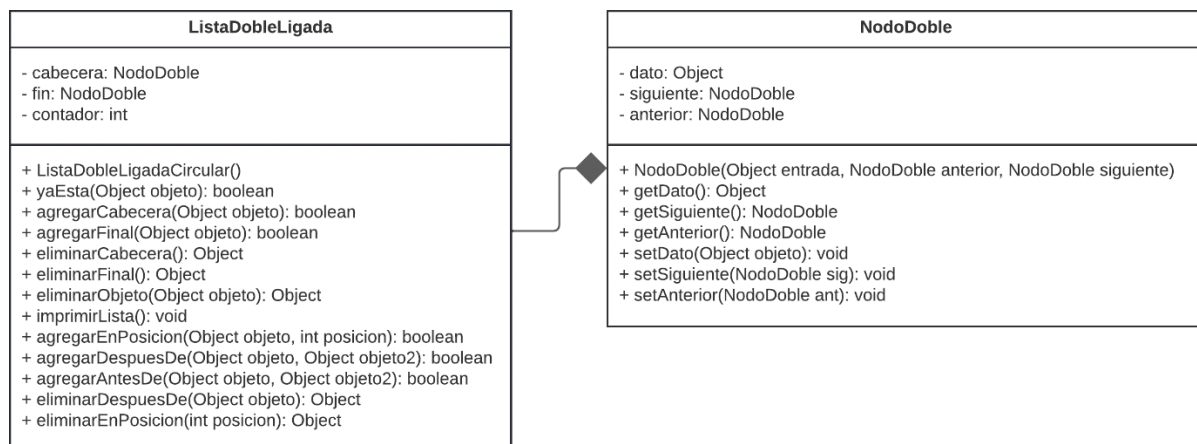 ListaDobleLigada
- cabecera: NodoDoble
- fin: NodoDoble
- contador: int
+ ListaDobleLigadaCircular()
+ yaEsta(Object objeto): boolean
+ agregarCabecera(Object objeto): boolean
+ agregarFinal(Object objeto): boolean
+ eliminarCabecera(): Object
+ eliminarFinal(): Object
+ eliminarObjeto(Object objeto): Object
+ imprimirLista(): void
+ agregarEnPosicion(Object objeto, int posicion): boolean
+ agregarDespuesDe(Object objeto, Object objeto2): boolean
+ agregarAntesDe(Object objeto, Object objeto2): boolean
+ eliminarDespuesDe(Object objeto): Object
+ eliminarEnPosicion(int posicion): Object
NodoDoble
- dato: Object
- siguiente: NodoDoble
- anterior: NodoDoble
+ NodoDoble(Object entrada, NodoDoble anterior, NodoDoble siguiente)
+ getDato(): Object
+ getSiguiente(): NodoDoble
+ getAnterior(): NodoDoble
+ setDato(Object objeto): void
+ setSiguiente(NodoDoble sig): void
+ setAnterior(NodoDoble ant): void